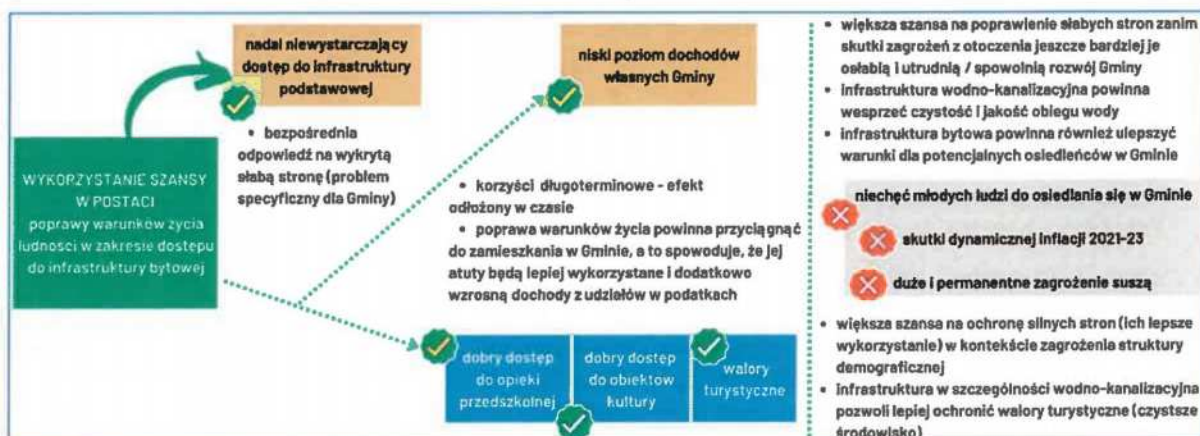 WYKORZYSTANIE SZANSY
W POSTACI
poprawy warunków życia
ludności w zakresie dostępu
do infrastruktury bytowej
nadal niewystarczający
dostęp do infrastruktury
podstawowej
• bezpośrednia
odpowiedź na wykrytą
słabą stronę (problem
specyficzny dla Gminy)
niski poziom dochodów
własnych Gminy
• korzyści długoterminowe - efekt
odłożony w czasie
• poprawa warunków życia powinna przyciągnąć
do zamieszkania w Gminie, a to spowoduje, że jej
atuty będą lepiej wykorzystane i dodatkowo
wzrosną dochody z udziałów w podatkach
dobry dostęp
do opieki
przedszkolnej
dobry dostęp
do obiektów
kultury
walory
turystyczne
• większa szansa na poprawienie słabych stron zanim
skutki zagrożeń z otoczenia jeszcze bardziej je
osłabią i utrudnią / spowolnią rozwój Gminy
• infrastruktura wodno-kanalizacyjna powinna
wesprzeć czystość i jakość obiegu wody
• infrastruktura bytowa powinna również ulepszyć
warunki dla potencjalnych osiedleńców w Gminie
niechęć młodych ludzi do osiedlania się w Gminie
skutki dynamicznej inflacji 2021-23
duże i permanentne zagrożenie suszą
• większa szansa na ochronę silnych stron (ich lepsze
wykorzystanie) w kontekście zagrożenia struktury
demograficznej
• infrastruktura w szczególności wodno-kanalizacyjna
pozwoli lepiej ochronić walory turystyczne (czystsze
środowisko)